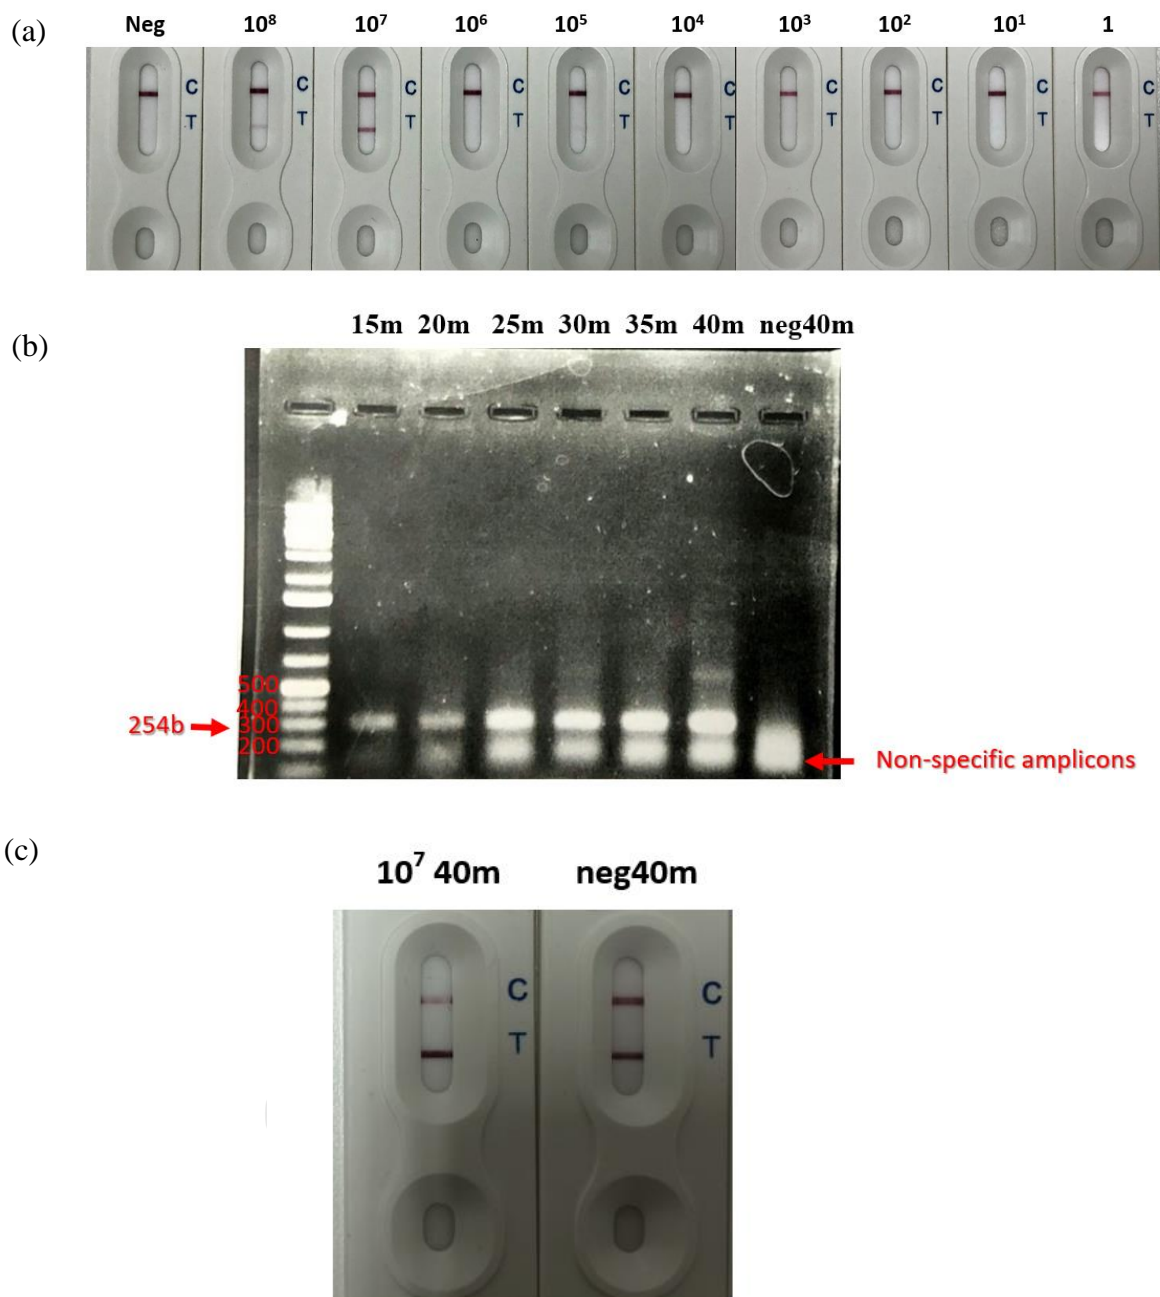 (a)
Neg 10⁸ 10⁷ 10⁶ 10⁵ 10⁴ 10³ 10² 10¹ 1
C C C C C C C C C C
T T T T T T T T T T
(b)
15m 20m 25m 30m 35m 40m neg40m
500
400
254b 300
200
Non-specific amplicons
(c)
10⁷ 40m neg40m
C C
T T